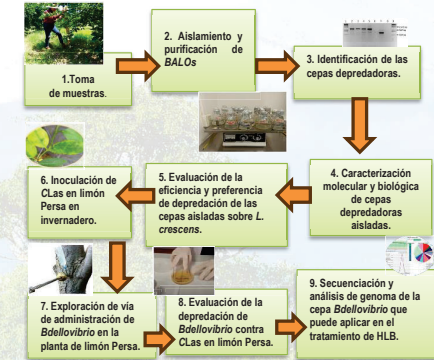 1.Toma
de muestras.
2. Aislamiento y
purificación de
BALOs
3. Identificación de las
cepas depredadoras.
4. Caracterización
molecular y biológica
de cepas
depredadoras
aisladas.
5. Evaluación de la
eficiencia y preferencia
de depredación de las
cepas aisladas sobre L.
crescens.
6. Inoculación de
CLas en limón
Persa en
invernadero.
7. Exploración de vía
de administración de
Bdellovibrio en la
planta de limón Persa.
8. Evaluación de la
depredación de
Bdellovibrio contra
CLas en limón Persa.
9. Secuenciación y
análisis de genoma de la
cepa Bdellovibrio que
puede aplicar en el
tratamiento de HLB.